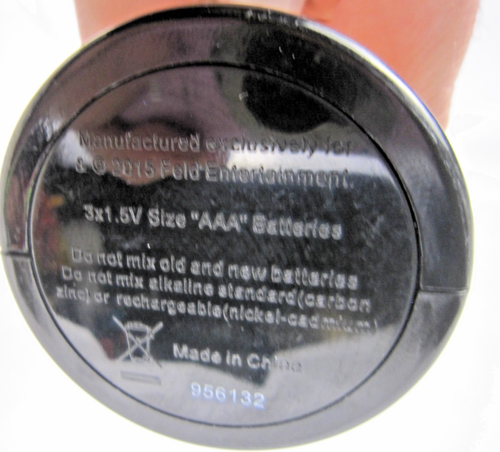 Manufactured exclusively for
& © 2015 Feld Entertainment.
3x1.5V Size "AAA" Batteries
Do not mix old and new batteries
Do not mix alkaline standard(carbon
zinc) or rechargeable(nickel-cadmium)
Made in China
956132